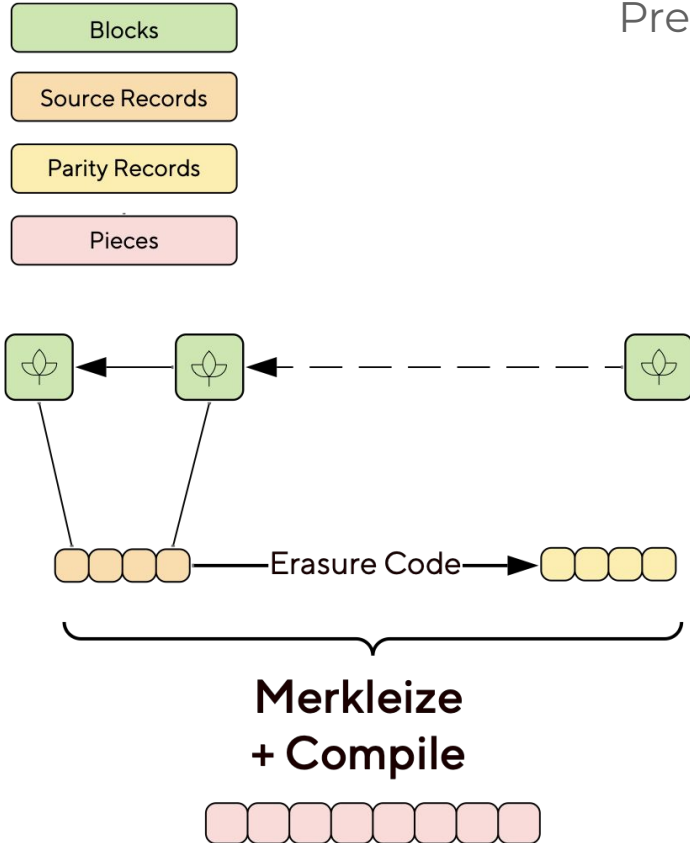 Pre
Blocks
Source Records
Parity Records
Pieces
Erasure Code
Merkleize
+ Compile